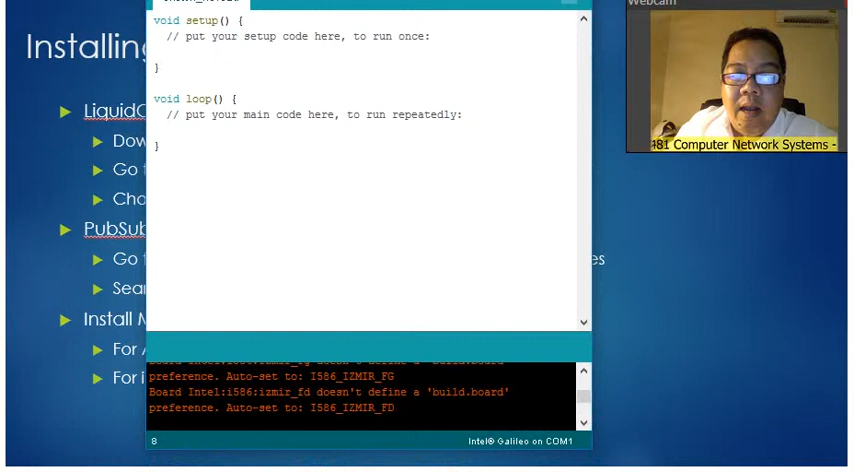 Installing
void setup() {
// put your setup code here, to run once:
}
void loop() {
// put your main code here, to run repeatedly:
}
LiquidC
Dow
Go t
Cha
PubSub
Go t
es
Sear
Install M
For A
For i
preference. Auto-set to: I586_IZMIR_FG
Board Intel:i586:izmir_fd doesn't define a 'build.board'
preference. Auto-set to: I586_IZMIR_FD
8
Intel® Galileo on COM1
Webcam
481 Computer Network Systems -